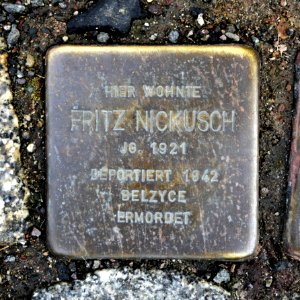 HIER WOHNTE
FRITZ NICKUSCH
JG. 1921
DEPORTIERT 1942
BELZYCE
ERMORDET